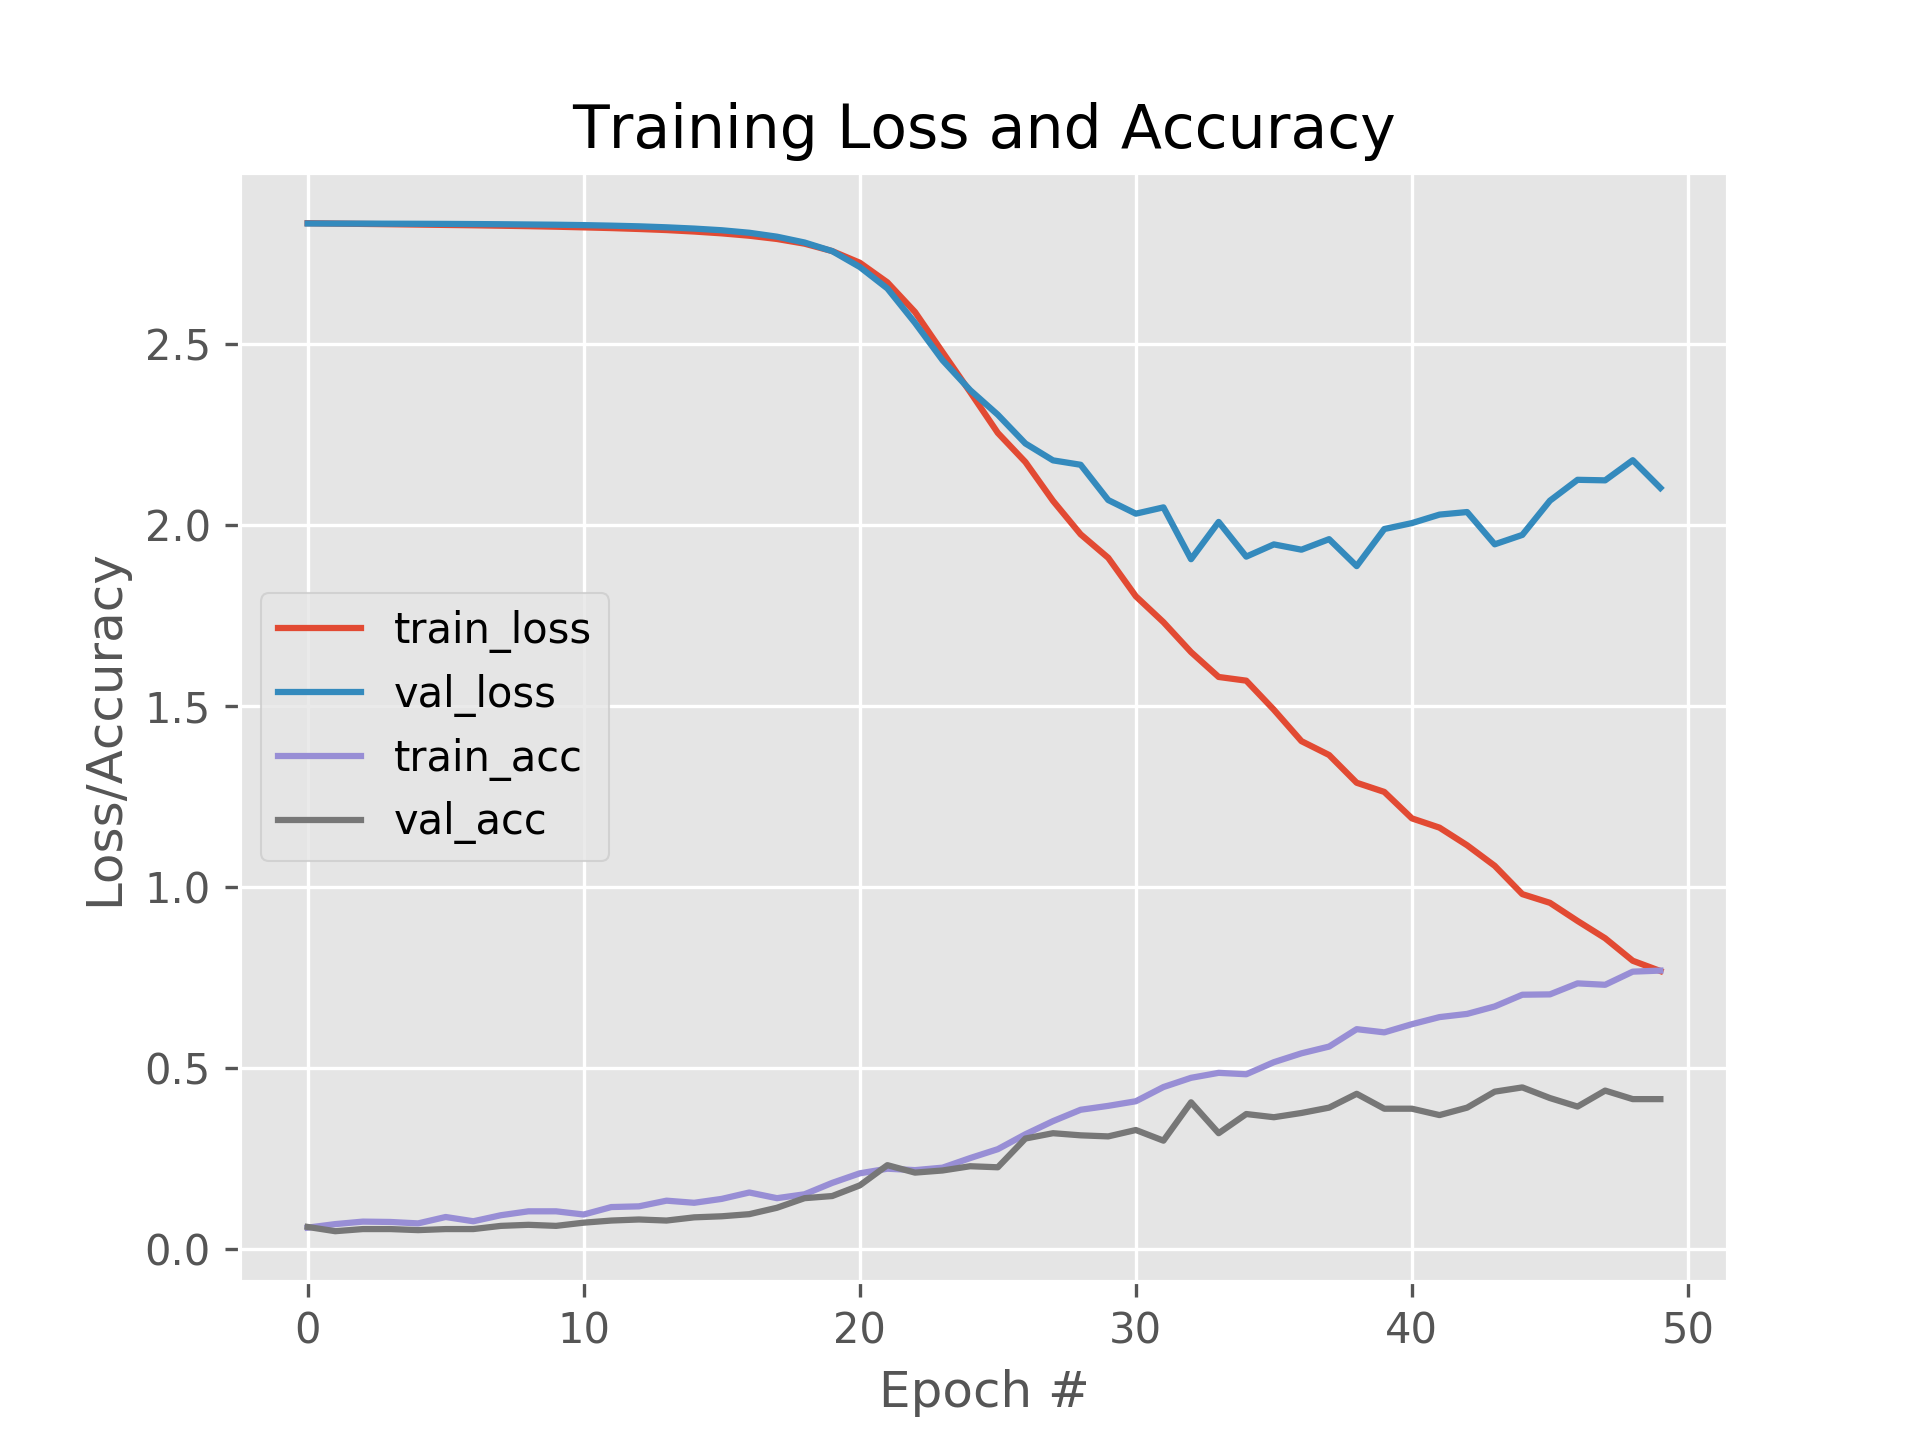 Training Loss and Accuracy
2.5
2.0
1.5
1.0
0.5
0.0
Loss/Accuracy
train_loss
val_loss
train_acc
val_acc
0 10 20 30 40 50
Epoch #